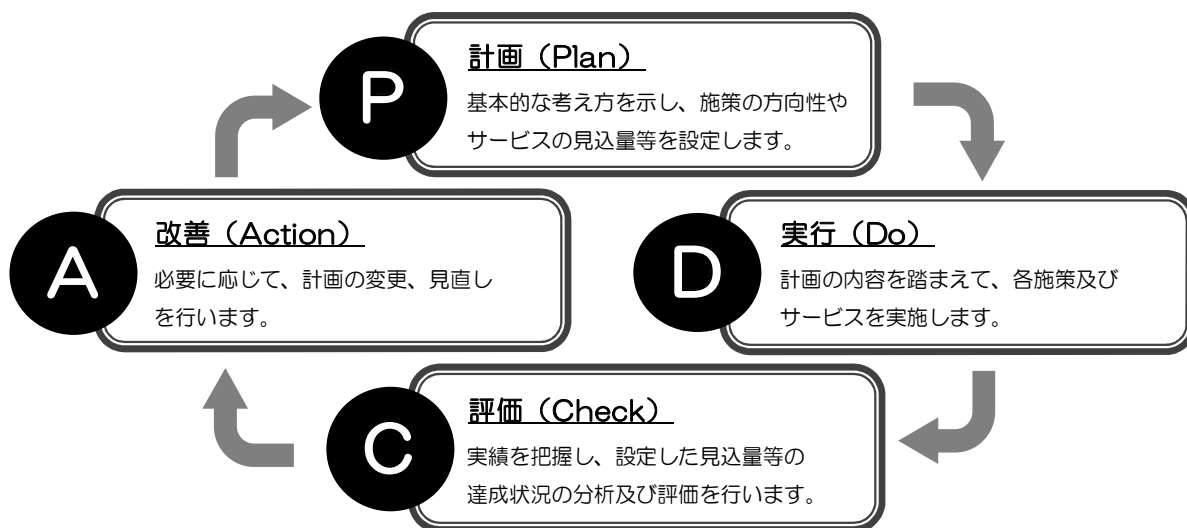 P
計画（Plan）
基本的な考え方を示し、施策の方向性や
サービスの見込量等を設定します。
D
実行（Do）
計画の内容を踏まえて、各施策及び
サービスを実施します。
C
評価（Check）
実績を把握し、設定した見込量等の
達成状況の分析及び評価を行います。
A
改善（Action）
必要に応じて、計画の変更、見直し
を行います。